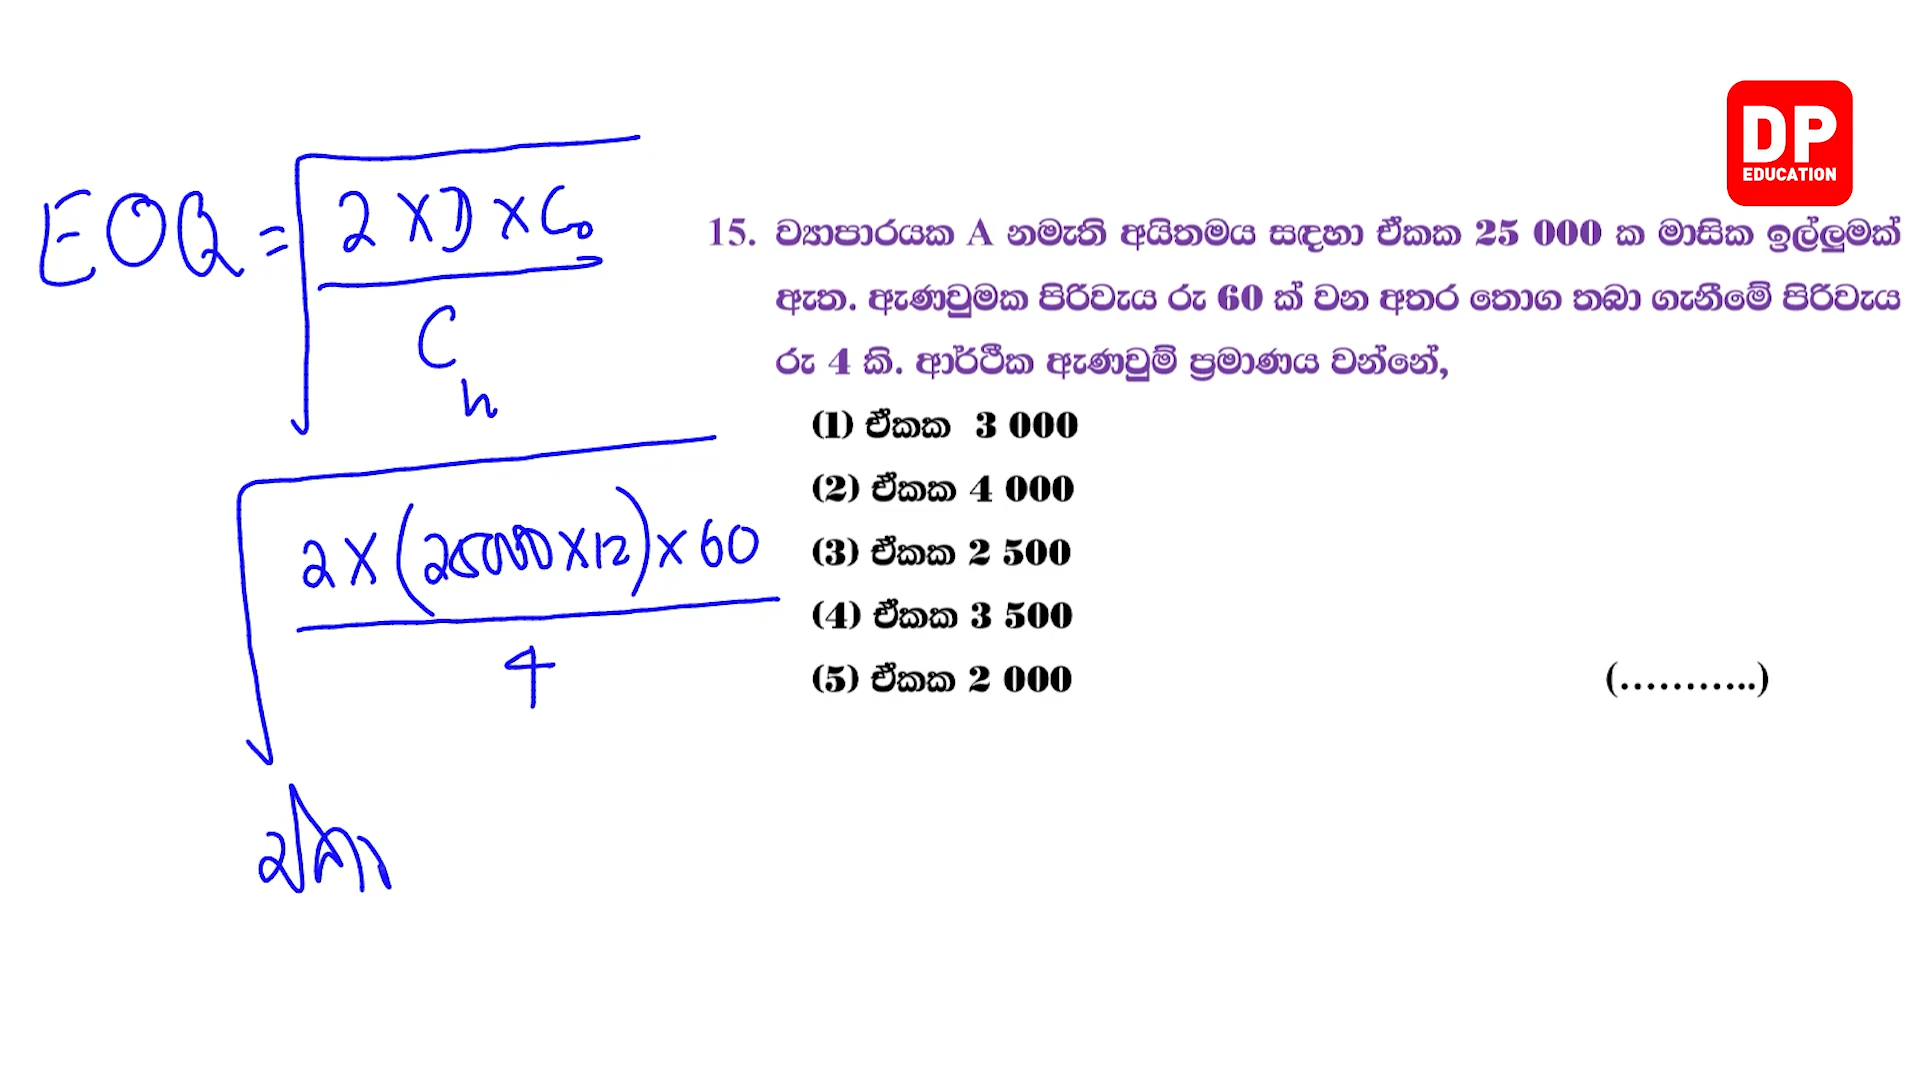 DP
EDUCATION
EOQ = √ 2 × D × Co
Ch
√ 2 × (25000 × 12) × 60
4
15. ව්‍යාපාරයක A නමැති අයිතමය සඳහා ඒකක 25 000 ක මාසික ඉල්ලුමක්
ඇත. ඇණවුමක පිරිවැය රු 60 ක් වන අතර තොග තබා ගැනීමේ පිරිවැය
රු 4 කි. ආර්ථික ඇණවුම් ප්‍රමාණය වන්නේ,
(1) ඒකක 3 000
(2) ඒකක 4 000
(3) ඒකක 2 500
(4) ඒකක 3 500
(5) ඒකක 2 000
(………...)